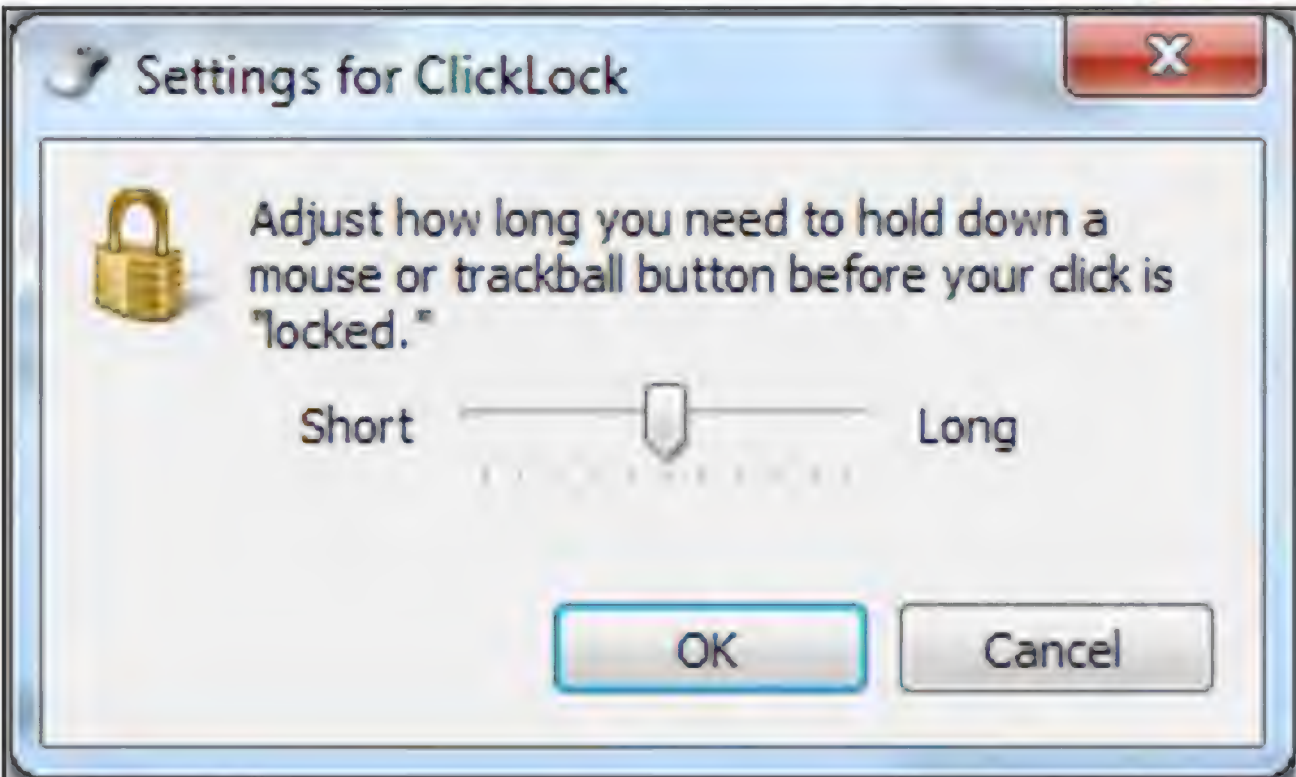 Settings for ClickLock
Adjust how long you need to hold down a
mouse or trackball button before your click is
"locked."
Short Long
OK Cancel